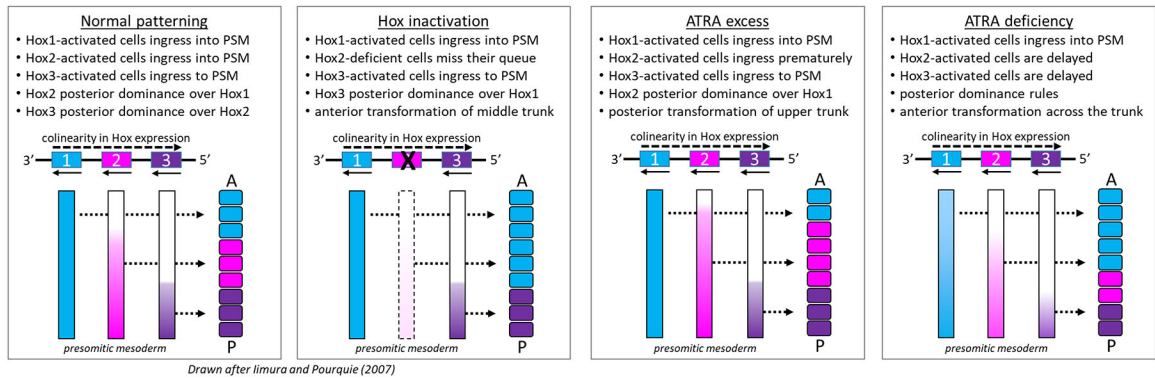 Normal patterning
• Hox1-activated cells ingress into PSM
• Hox2-activated cells ingress into PSM
• Hox3-activated cells ingress to PSM
• Hox2 posterior dominance over Hox1
• Hox3 posterior dominance over Hox2
colinearity in Hox expression
3’ 1 2 3 5’
A
P
presomitic mesoderm
Hox inactivation
• Hox1-activated cells ingress into PSM
• Hox2-deficient cells miss their queue
• Hox3-activated cells ingress to PSM
• Hox3 posterior dominance over Hox1
• anterior transformation of middle trunk
colinearity in Hox expression
3’ 1 X 3 5’
A
P
presomitic mesoderm
ATRA excess
• Hox1-activated cells ingress into PSM
• Hox2-activated cells ingress prematurely
• Hox3-activated cells ingress to PSM
• Hox2 posterior dominance over Hox1
• posterior transformation of upper trunk
colinearity in Hox expression
3’ 1 2 3 5’
A
P
presomitic mesoderm
ATRA deficiency
• Hox1-activated cells ingress into PSM
• Hox2-activated cells are delayed
• Hox3-activated cells are delayed
• posterior dominance rules
• anterior transformation across the trunk
colinearity in Hox expression
3’ 1 2 3 5’
A
P
presomitic mesoderm
Drawn after Iimura and Pourquie (2007)